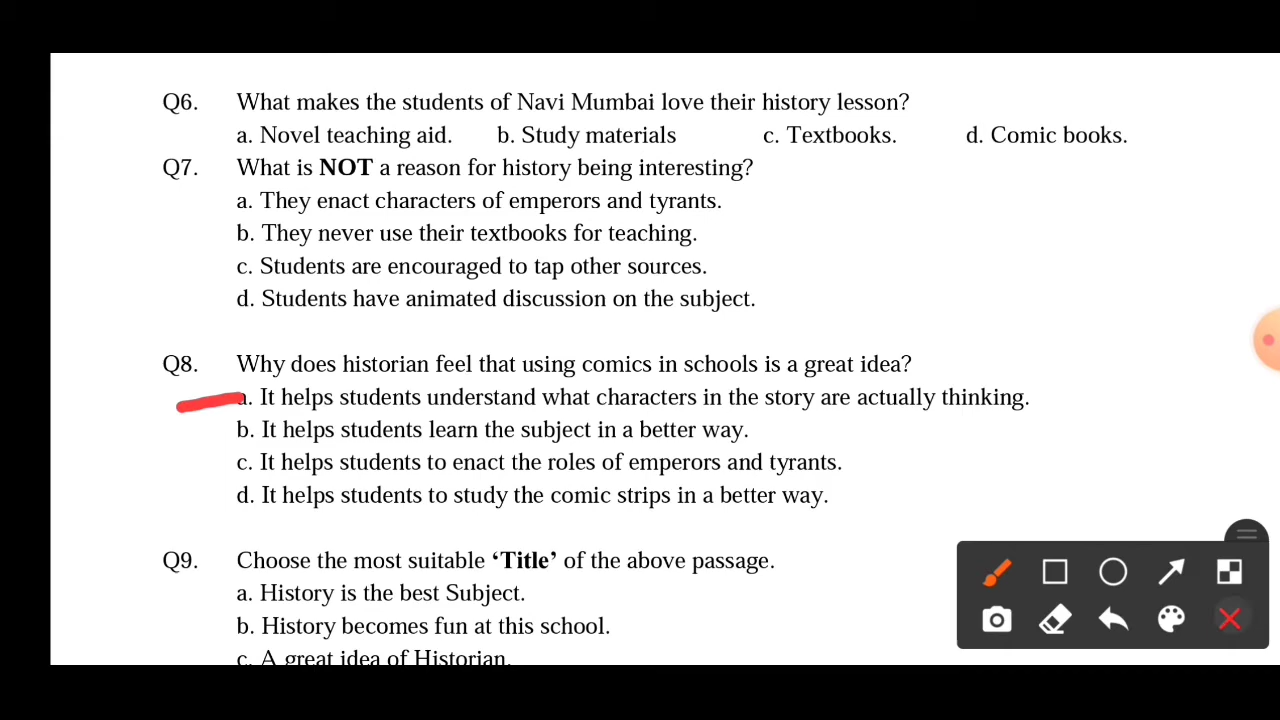 Q6. What makes the students of Navi Mumbai love their history lesson?
a. Novel teaching aid. b. Study materials c. Textbooks. d. Comic books.
Q7. What is NOT a reason for history being interesting?
a. They enact characters of emperors and tyrants.
b. They never use their textbooks for teaching.
c. Students are encouraged to tap other sources.
d. Students have animated discussion on the subject.
Q8. Why does historian feel that using comics in schools is a great idea?
a. It helps students understand what characters in the story are actually thinking.
b. It helps students learn the subject in a better way.
c. It helps students to enact the roles of emperors and tyrants.
d. It helps students to study the comic strips in a better way.
Q9. Choose the most suitable ‘Title’ of the above passage.
a. History is the best Subject.
b. History becomes fun at this school.
c. A great idea of Historian.